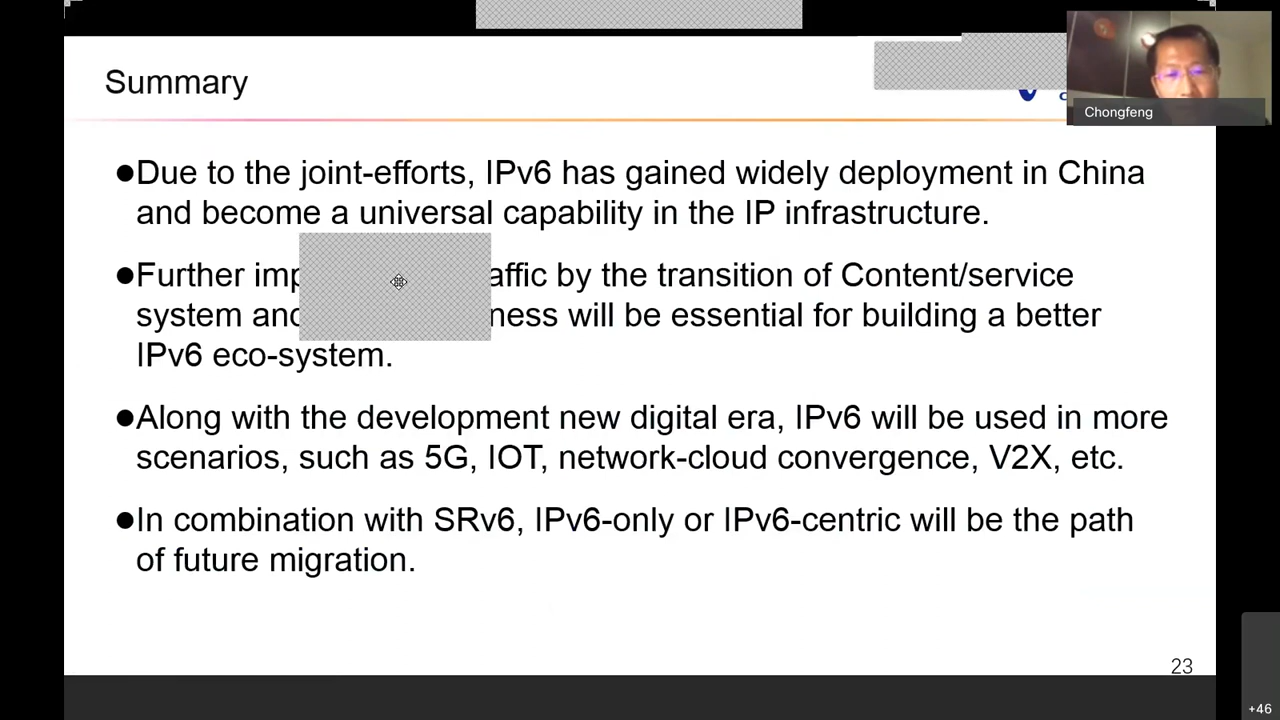 Summary
Chongfeng
●Due to the joint-efforts, IPv6 has gained widely deployment in China
and become a universal capability in the IP infrastructure.
●Further by the transition of Content/service
system will be essential for building a better
IPv6 eco-system.
●Along with the development new digital era, IPv6 will be used in more
scenarios, such as 5G, IOT, network-cloud convergence, V2X, etc.
●In combination with SRv6, IPv6-only or IPv6-centric will be the path
of future migration.
23
+46